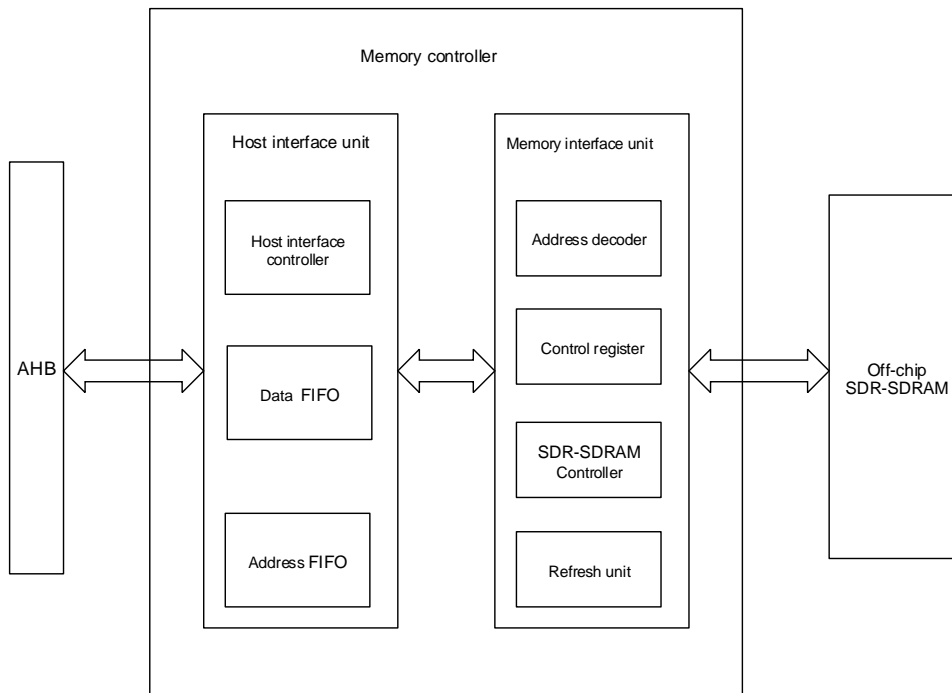 Memory controller
Host interface unit
Memory interface unit
Host interface
controller
Address decoder
AHB
Data FIFO
Control register
Off-chip
SDR-SDRAM
SDR-SDRAM
Controller
Address FIFO
Refresh unit